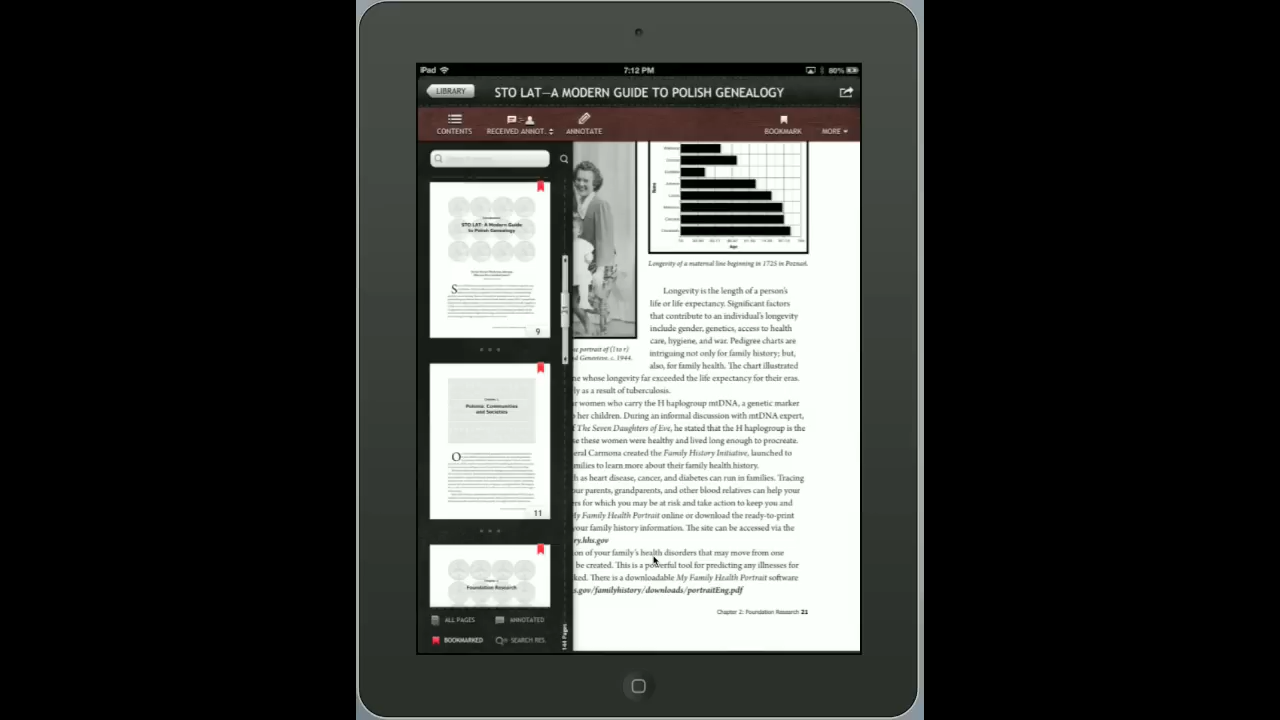 iPad 7:12 PM 80%
LIBRARY STO LAT—A MODERN GUIDE TO POLISH GENEALOGY
CONTENTS RECEIVED ANNOT. ANNOTATE BOOKMARK MORE
STO LAT: A Modern Guide
to Polish Genealogy
S
9
Polonia: Communities
and Societies
O
11
Foundation Research
ALL PAGES ANNOTATED
BOOKMARKED SEARCH RES.
144 Pages
21
Age
Longevity of a maternal line beginning in 1725 in Poznań.
se portrait of (l to r)
nd Genovere. c. 1944.
Longevity is the length of a person's
life or life expectancy. Significant factors
that contribute to an individual's longevity
include gender, genetics, access to health
care, hygiene, and war. Pedigree charts are
intriguing not only for family history; but,
also, for family health. The chart illustrated
ne whose longevity far exceeded the life expectancy for their eras.
ly as a result of tuberculosis.
r women who carry the H haplogroup mtDNA, a genetic marker
her children. During an informal discussion with mtDNA expert,
f The Seven Daughters of Eve, he stated that the H haplogroup is the
se these women were healthy and lived long enough to procreate.
eral Carmona created the Family History Initiative, launched to
milies to learn more about their family health history.
h as heart disease, cancer, and diabetes can run in families. Tracing
our parents, grandparents, and other blood relatives can help your
rs for which you may be at risk and take action to keep you and
My Family Health Portrait online or download the ready-to-print
your family history information. The site can be accessed via the
ry.hhs.gov
on of your family's health disorders that may move from one
be created. This is a powerful tool for predicting any illnesses for
ked. There is a downloadable My Family Health Portrait software
s.gov/familyhistory/downloads/portraitEng.pdf
Chapter 2: Foundation Research 21